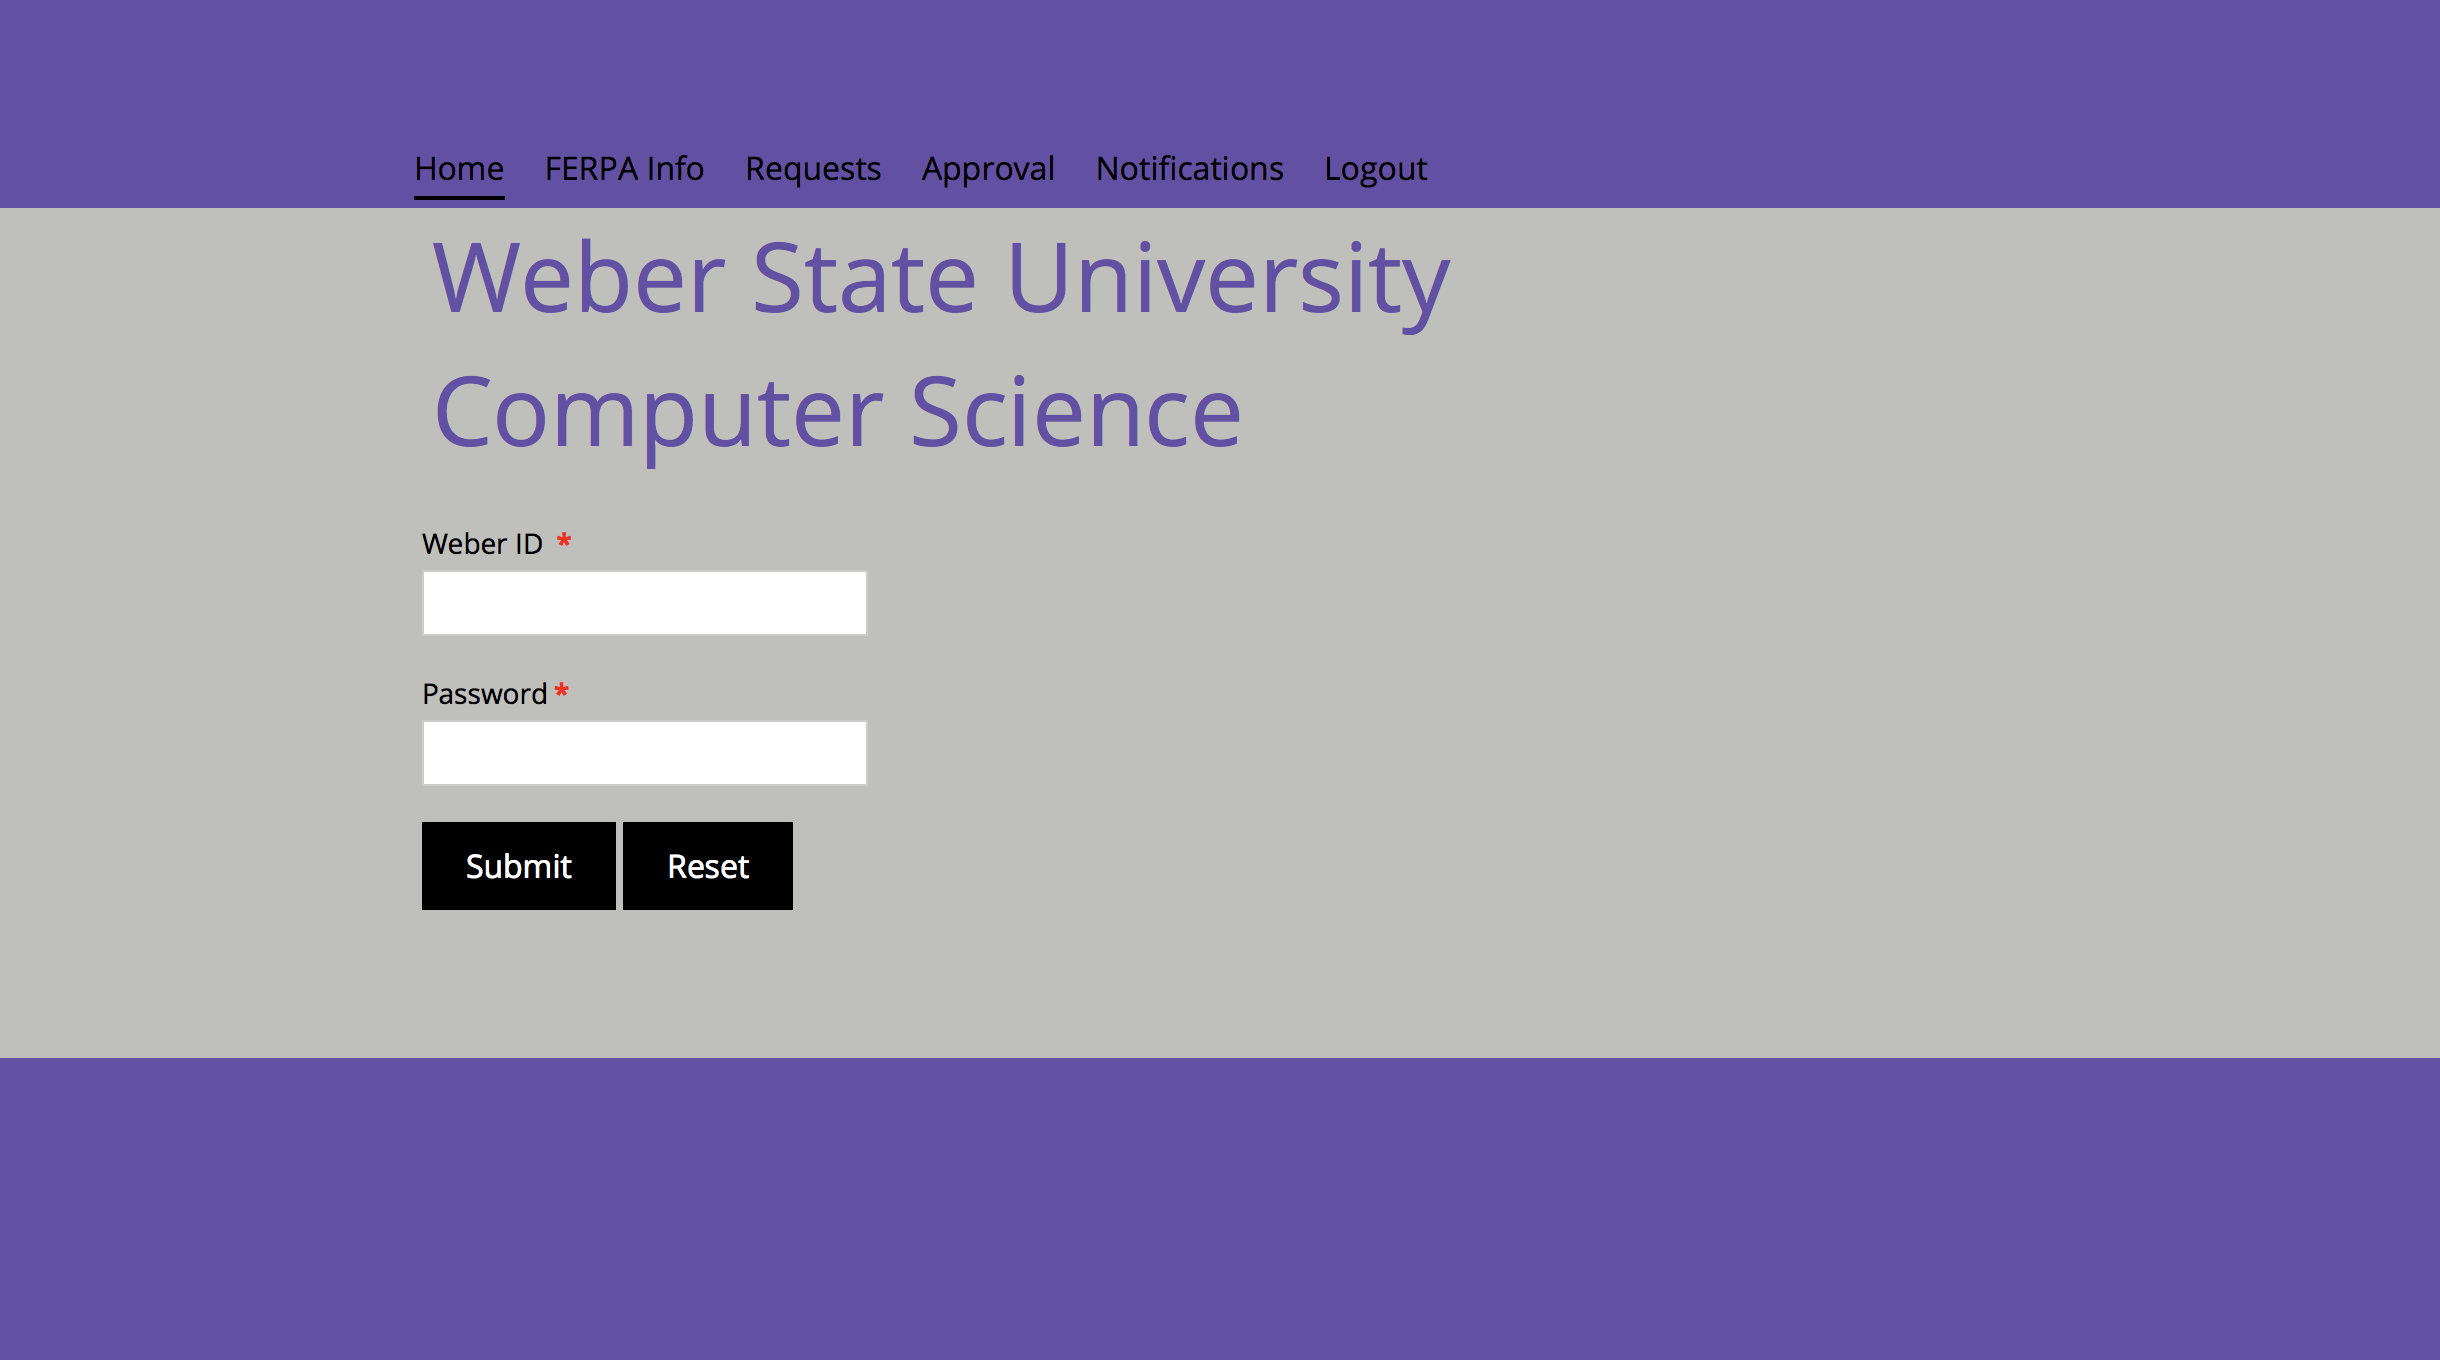 Home FERPA Info Requests Approval Notifications Logout
Weber State University
Computer Science
Weber ID *
Password *
Submit Reset